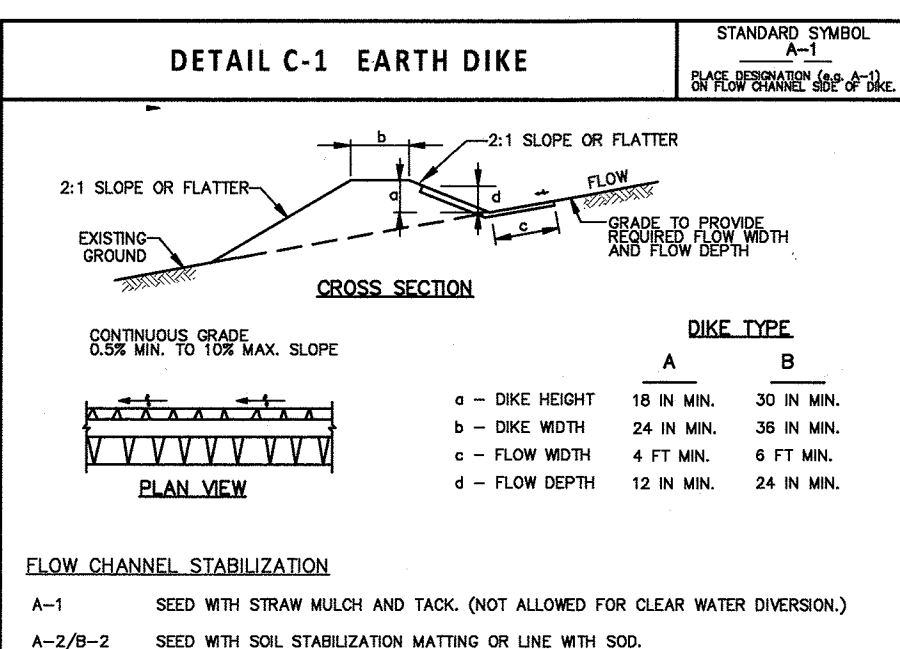 DETAIL C-1 EARTH DIKE
STANDARD SYMBOL
A-1
PLACE DESIGNATION (e.g. A-1)
ON FLOW CHANNEL SIDE OF DIKE.
b
2:1 SLOPE OR FLATTER
2:1 SLOPE OR FLATTER
a
d
FLOW
c
GRADE TO PROVIDE
REQUIRED FLOW WIDTH
AND FLOW DEPTH
EXISTING
GROUND
CROSS SECTION
CONTINUOUS GRADE
0.5% MIN. TO 10% MAX. SLOPE
PLAN VIEW
DIKE TYPE
A B
a - DIKE HEIGHT 18 IN MIN. 30 IN MIN.
b - DIKE WIDTH 24 IN MIN. 36 IN MIN.
c - FLOW WIDTH 4 FT MIN. 6 FT MIN.
d - FLOW DEPTH 12 IN MIN. 24 IN MIN.
FLOW CHANNEL STABILIZATION
A-1 SEED WITH STRAW MULCH AND TACK. (NOT ALLOWED FOR CLEAR WATER DIVERSION.)
A-2/B-2 SEED WITH SOIL STABILIZATION MATTING OR LINE WITH SOD.